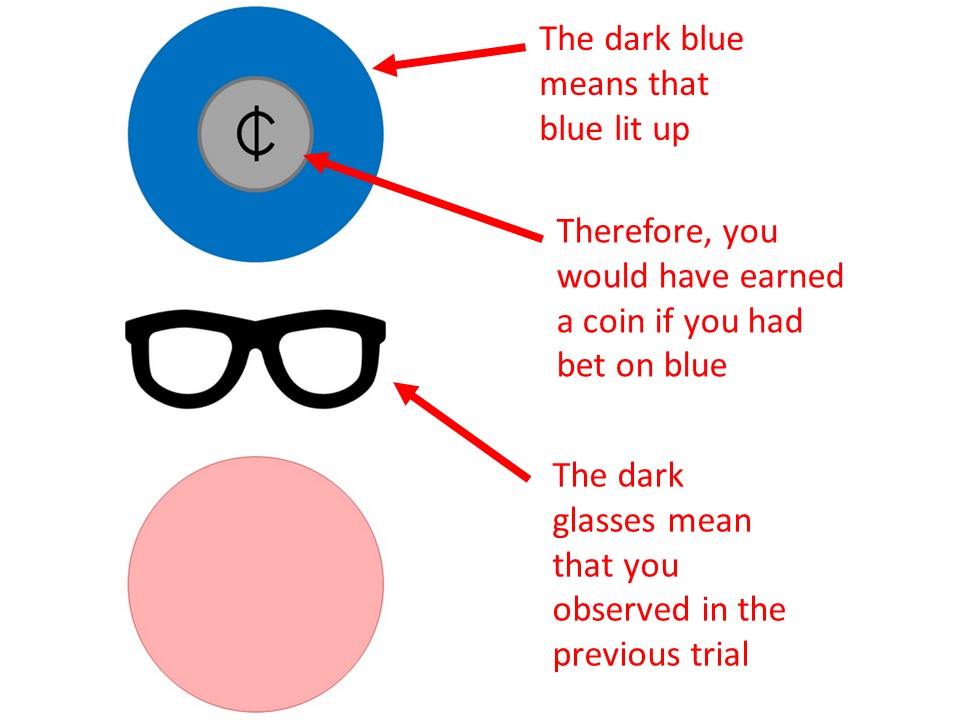 The dark blue
means that
blue lit up
₵
Therefore, you
would have earned
a coin if you had
bet on blue
The dark
glasses mean
that you
observed in the
previous trial